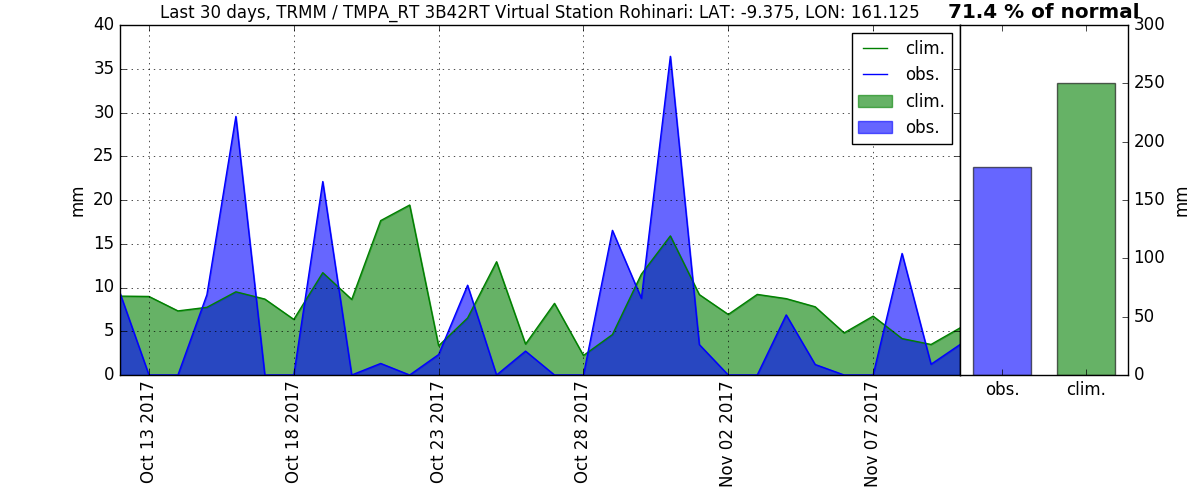 Last 30 days, TRMM / TMPA_RT 3B42RT Virtual Station Rohinari: LAT: -9.375, LON: 161.125
71.4 % of normal
40
35
30
25
20
15
10
5
0
mm
clim.
obs.
clim.
obs.
Oct 13 2017
Oct 18 2017
Oct 23 2017
Oct 28 2017
Nov 02 2017
Nov 07 2017
300
250
200
150
100
50
0
mm
obs.
clim.